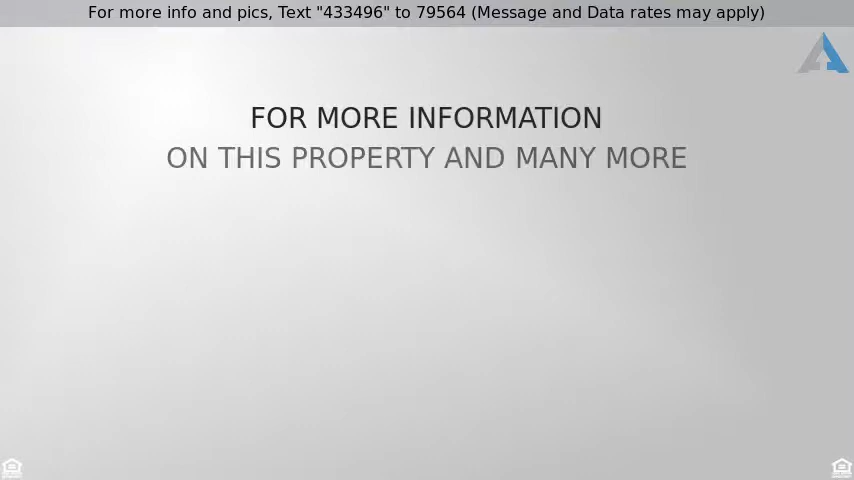 For more info and pics, Text "433496" to 79564 (Message and Data rates may apply)
FOR MORE INFORMATION
ON THIS PROPERTY AND MANY MORE